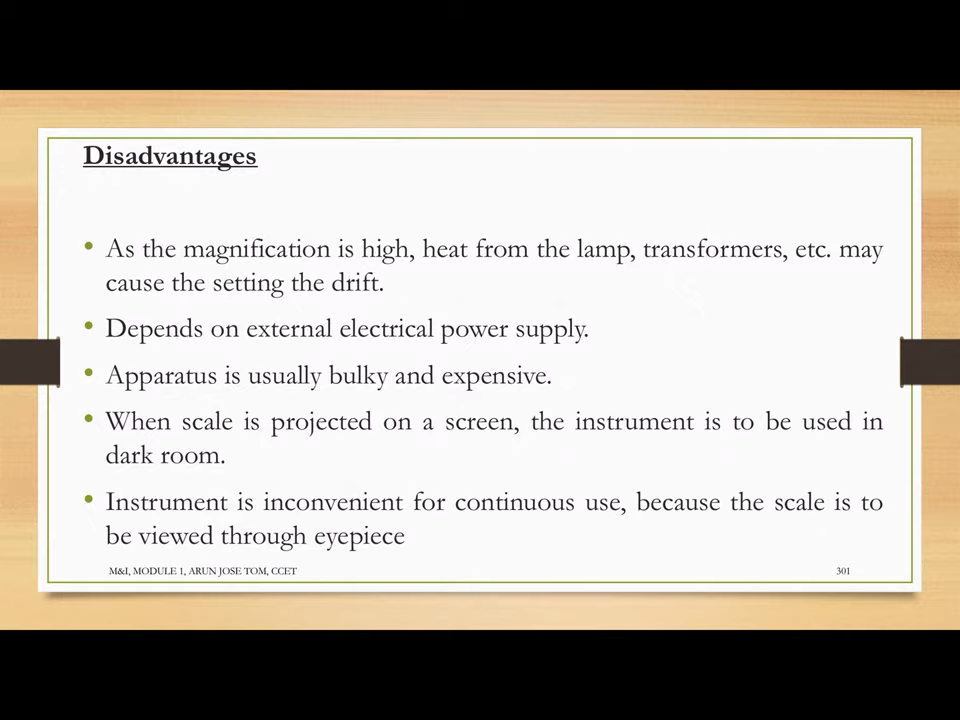 Disadvantages
• As the magnification is high, heat from the lamp, transformers, etc. may
cause the setting the drift.
• Depends on external electrical power supply.
• Apparatus is usually bulky and expensive.
• When scale is projected on a screen, the instrument is to be used in
dark room.
• Instrument is inconvenient for continuous use, because the scale is to
be viewed through eyepiece
M&I, MODULE 1, ARUN JOSE TOM, CCET 301